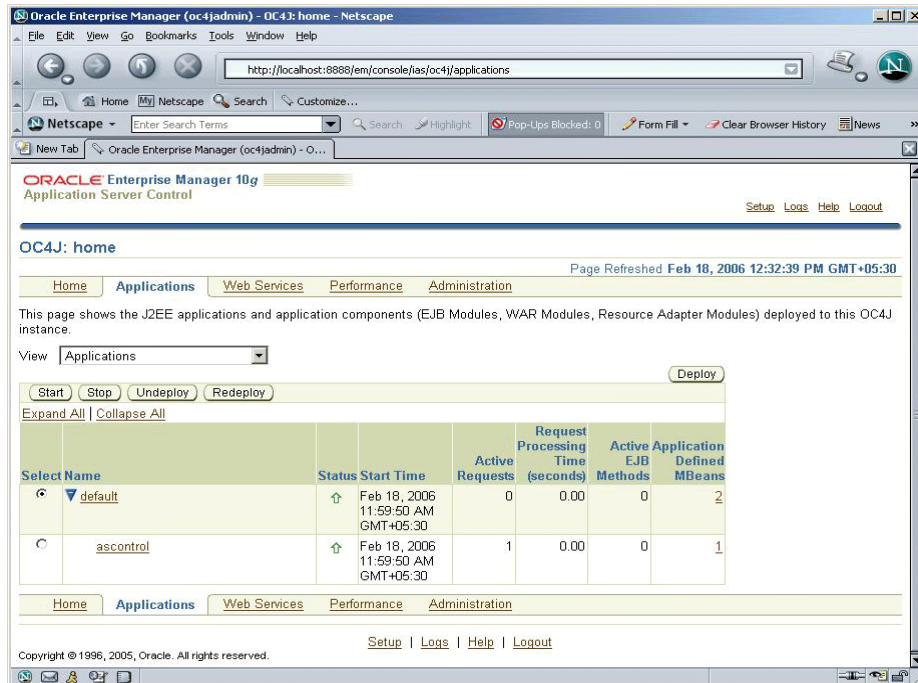 Oracle Enterprise Manager (oc4jadmin) - OC4J: home - Netscape
File Edit View Go Bookmarks Tools Window Help
http://localhost:8888/em/console/ias/oc4j/applications
Home My Netscape Search Customize...
Netscape Enter Search Terms Search Highlight Pop-Ups Blocked: 0 Form Fill Clear Browser History News »
New Tab Oracle Enterprise Manager (oc4jadmin) - O...
ORACLE Enterprise Manager 10g
Application Server Control
Setup Logs Help Logout
OC4J: home
Page Refreshed Feb 18, 2006 12:32:39 PM GMT+05:30
Home Applications Web Services Performance Administration
This page shows the J2EE applications and application components (EJB Modules, WAR Modules, Resource Adapter Modules) deployed to this OC4J
instance.
View Applications
Deploy
Start Stop Undeploy Redeploy
Expand All | Collapse All
Select Name Status Start Time Active Requests Request Processing Time (seconds) Active EJB Methods Application Defined MBeans
default Feb 18, 2006 11:59:50 AM GMT+05:30 0 0.00 0 2
ascontrol Feb 18, 2006 11:59:50 AM GMT+05:30 1 0.00 0 1
Home Applications Web Services Performance Administration
Setup | Logs | Help | Logout
Copyright © 1996, 2005, Oracle. All rights reserved.